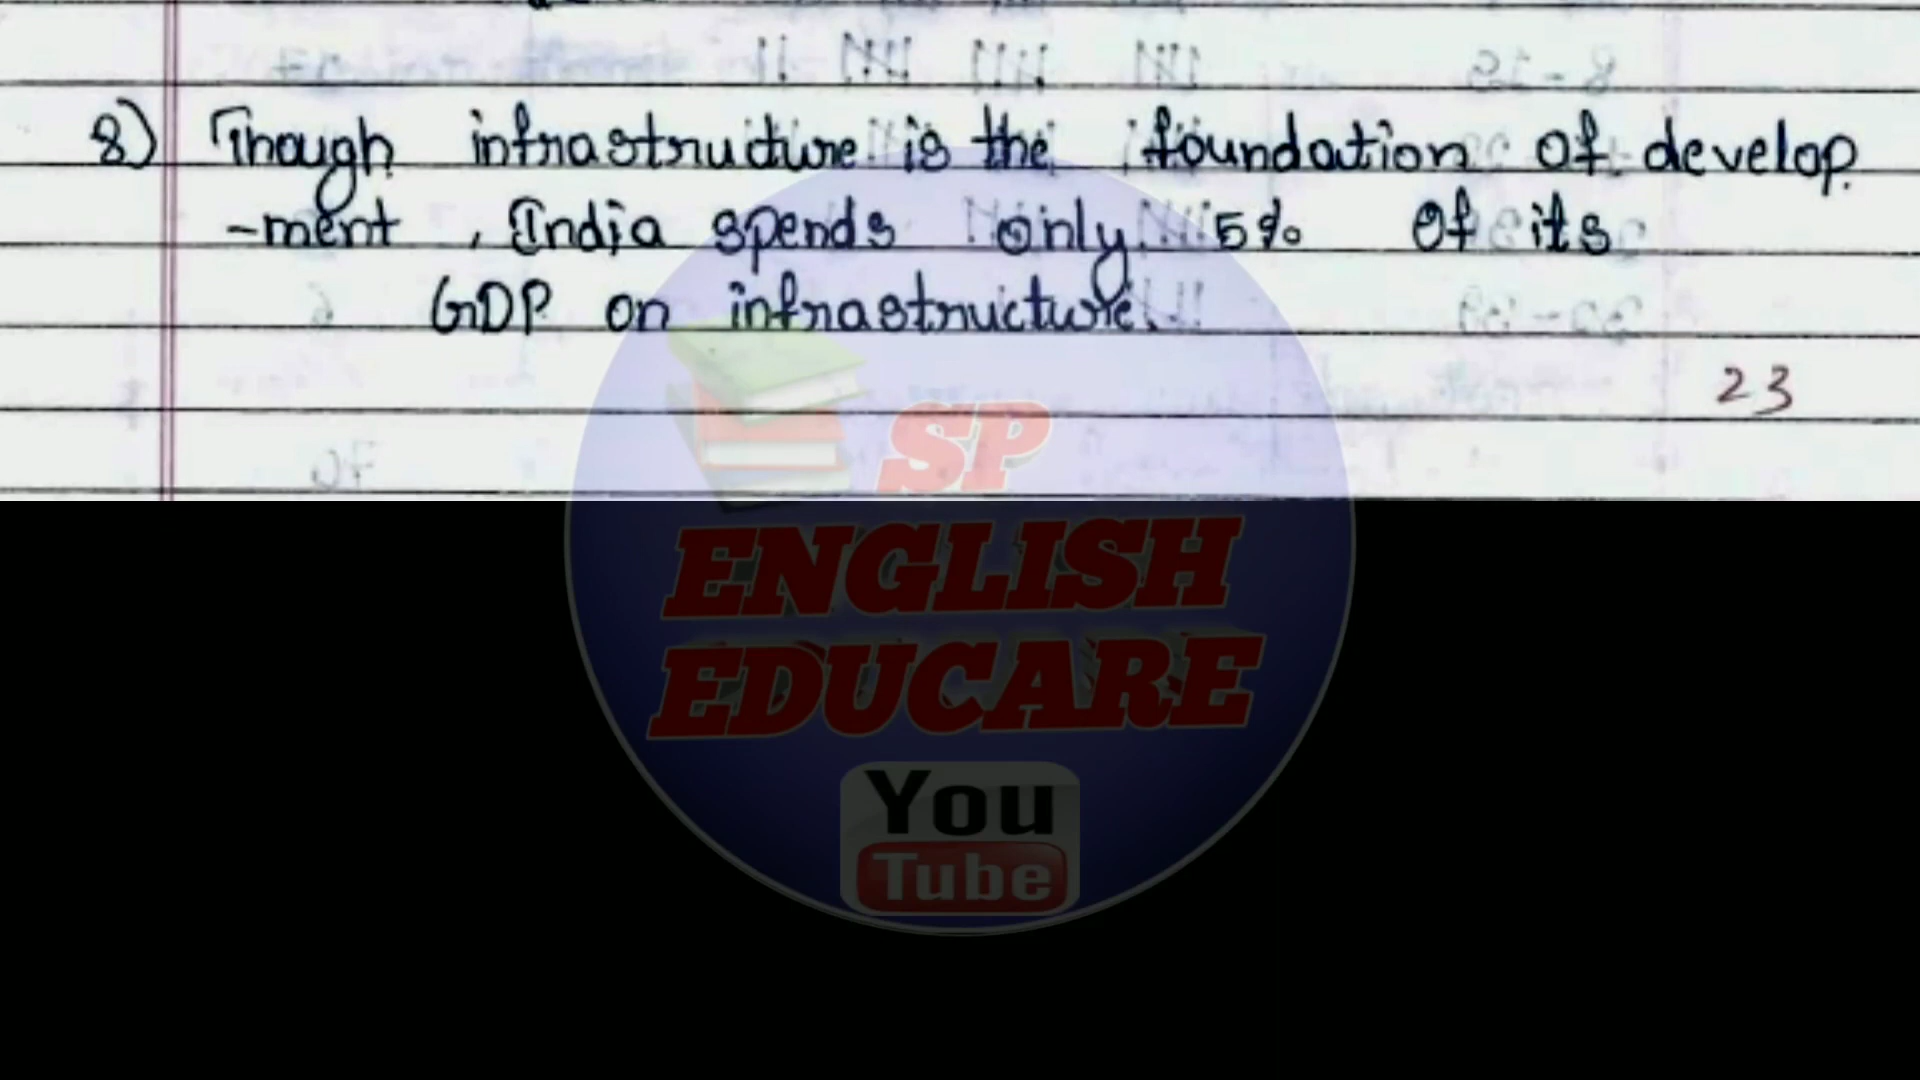 8) Though infrastructure is the foundation of develop
-ment, India spends only 5% of its
GDP on infrastructure.
23
SP
ENGLISH
EDUCARE
You
Tube